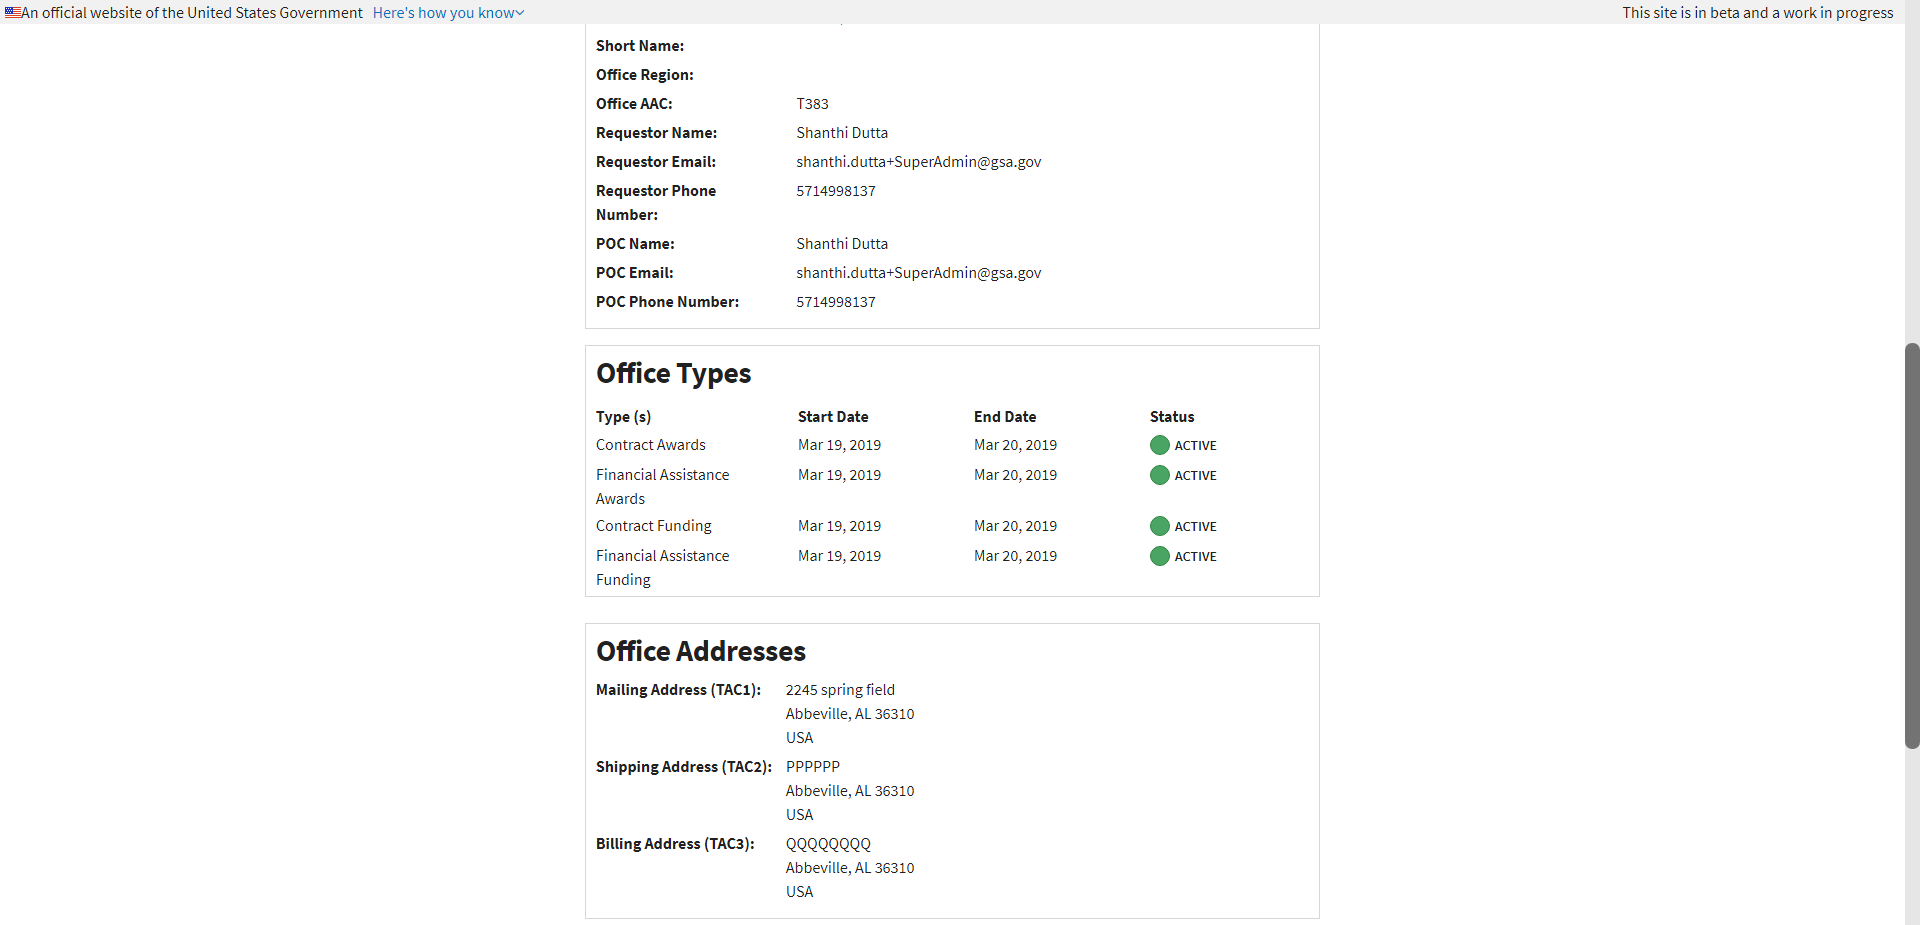 An official website of the United States Government Here's how you know
This site is in beta and a work in progress
Short Name:
Office Region:
Office AAC: T383
Requestor Name: Shanthi Dutta
Requestor Email: shanthi.dutta+SuperAdmin@gsa.gov
Requestor Phone 5714998137
Number:
POC Name: Shanthi Dutta
POC Email: shanthi.dutta+SuperAdmin@gsa.gov
POC Phone Number: 5714998137
Office Types
Type (s) Start Date End Date Status
Contract Awards Mar 19, 2019 Mar 20, 2019 ACTIVE
Financial Assistance Mar 19, 2019 Mar 20, 2019 ACTIVE
Awards
Contract Funding Mar 19, 2019 Mar 20, 2019 ACTIVE
Financial Assistance Mar 19, 2019 Mar 20, 2019 ACTIVE
Funding
Office Addresses
Mailing Address (TAC1): 2245 spring field
Abbeville, AL 36310
USA
Shipping Address (TAC2): PPPPPP
Abbeville, AL 36310
USA
Billing Address (TAC3): QQQQQQQQ
Abbeville, AL 36310
USA